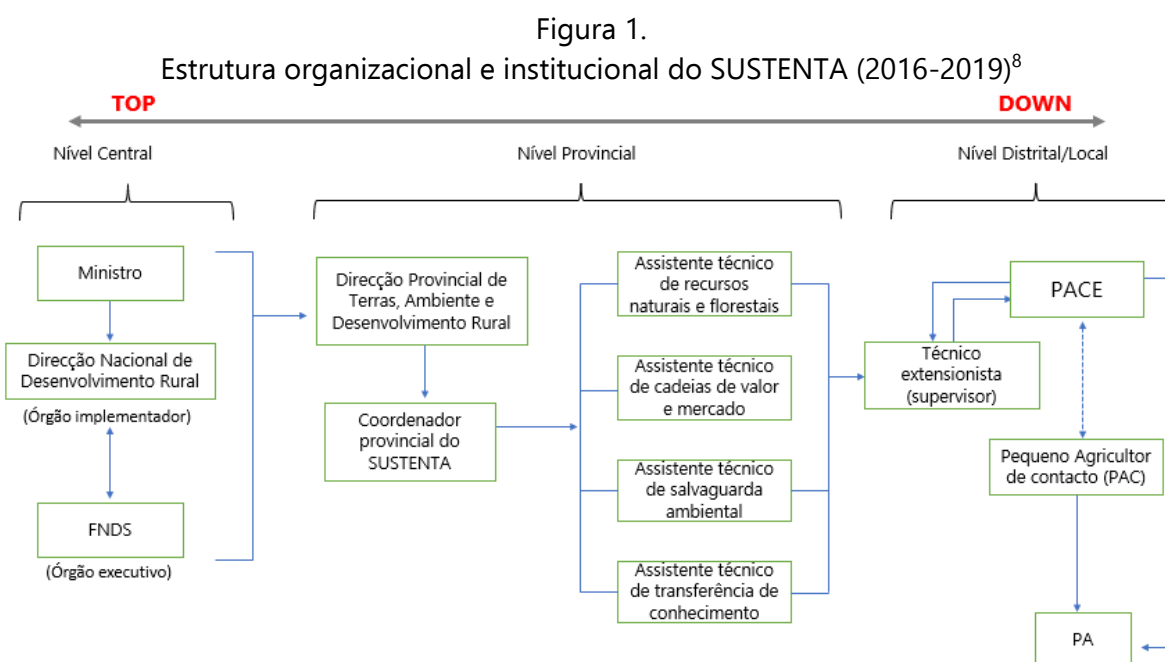 Figura 1.
Estrutura organizacional e institucional do SUSTENTA (2016-2019)8
TOP
DOWN
Nível Central
Nível Provincial
Nível Distrital/Local
Ministro
Direcção Nacional de
Desenvolvimento Rural
(Órgão implementador)
FNDS
(Órgão executivo)
Direcção Provincial de
Terras, Ambiente e
Desenvolvimento Rural
Coordenador
provincial do
SUSTENTA
Assistente técnico
de recursos
naturais e florestais
Assistente técnico
de cadeias de valor
e mercado
Assistente técnico
de salvaguarda
ambiental
Assistente técnico
de transferência de
conhecimento
PACE
Técnico
extensionista
(supervisor)
Pequeno Agricultor
de contacto (PAC)
PA